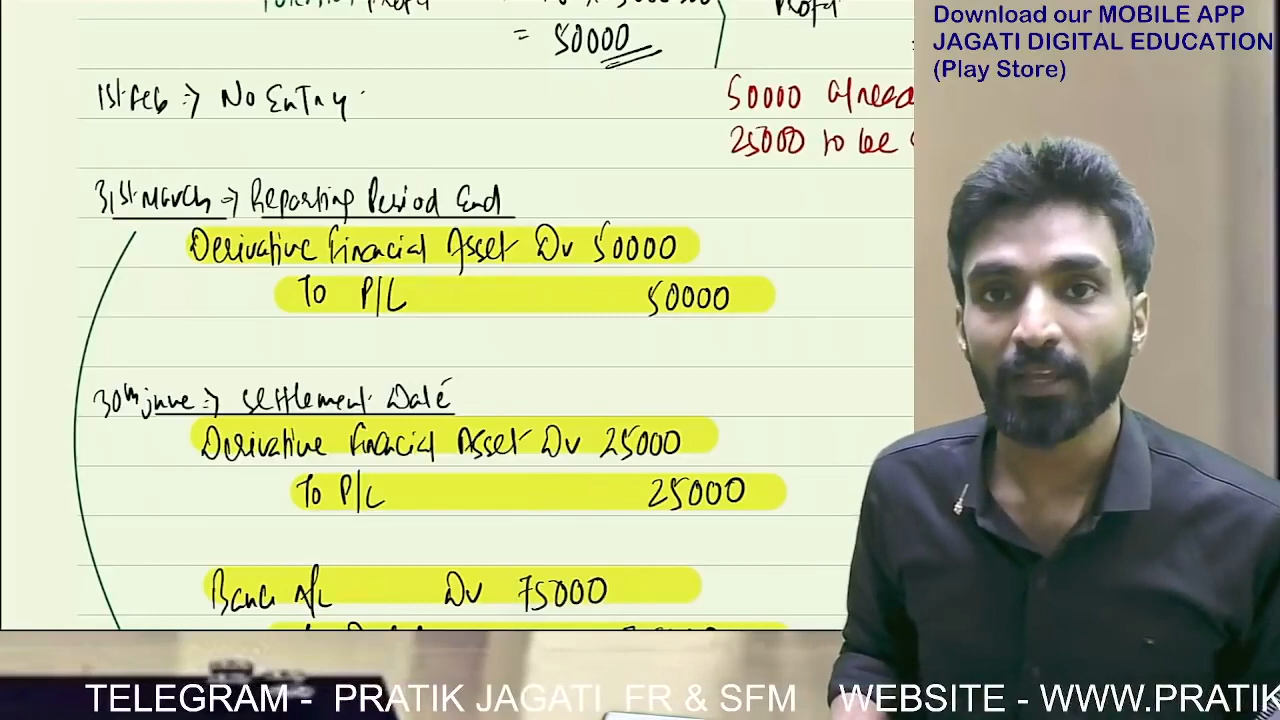 = 50000
1st Feb => No Entry
50000 alrea
25000 to be
31st March => Reporting Period End
Derivative Financial Asset Dr 50000
To P/L 50000
30th June => Settlement Date
Derivative Financial Asset Dr 25000
To P/L 25000
Bank A/c Dr 75000
Download our MOBILE APP
JAGATI DIGITAL EDUCATION
(Play Store)
TELEGRAM - PRATIK JAGATI FR & SFM WEBSITE - WWW.PRATIK